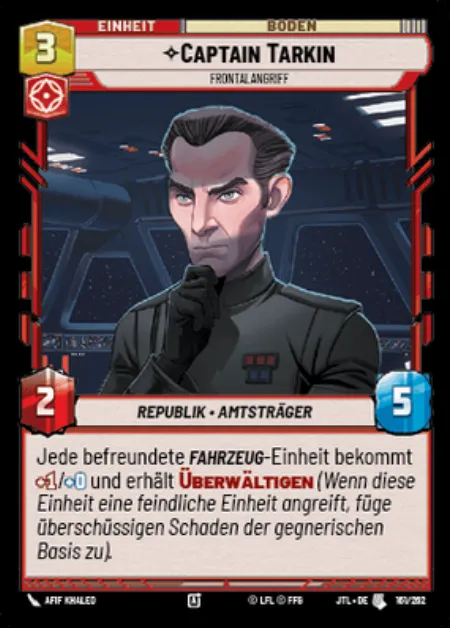 EINHEIT BODEN
3
CAPTAIN TARKIN
FRONTALANGRIFF
2
REPUBLIK • AMTSTRÄGER
5
Jede befreundete FAHRZEUG-Einheit bekommt
+1/+0 und erhält ÜBERWÄLTIGEN (Wenn diese
Einheit eine feindliche Einheit angreift, füge
überschüssigen Schaden der gegnerischen
Basis zu).
AFIF KHALED © LFL © FFG JTL • DE 161/262